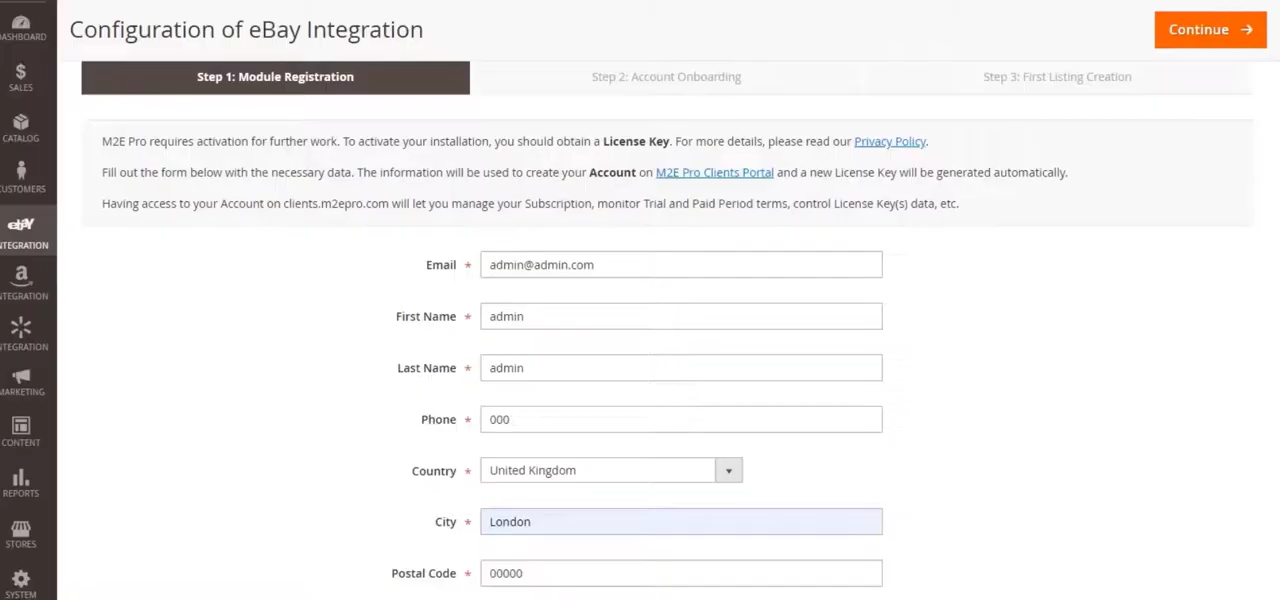 Configuration of eBay Integration
Continue
Step 1: Module Registration
Step 2: Account Onboarding
Step 3: First Listing Creation
M2E Pro requires activation for further work. To activate your installation, you should obtain a License Key. For more details, please read our Privacy Policy.
Fill out the form below with the necessary data. The information will be used to create your Account on M2E Pro Clients Portal and a new License Key will be generated automatically.
Having access to your Account on clients.m2epro.com will let you manage your Subscription, monitor Trial and Paid Period terms, control License Key(s) data, etc.
Email * admin@admin.com
First Name * admin
Last Name * admin
Phone * 000
Country * United Kingdom
City * London
Postal Code * 00000
DASHBOARD
$
SALES
CATALOG
CUSTOMERS
ebay
NTEGRATION
a
NTEGRATION
NTEGRATION
MARKETING
CONTENT
REPORTS
STORES
SYSTEM